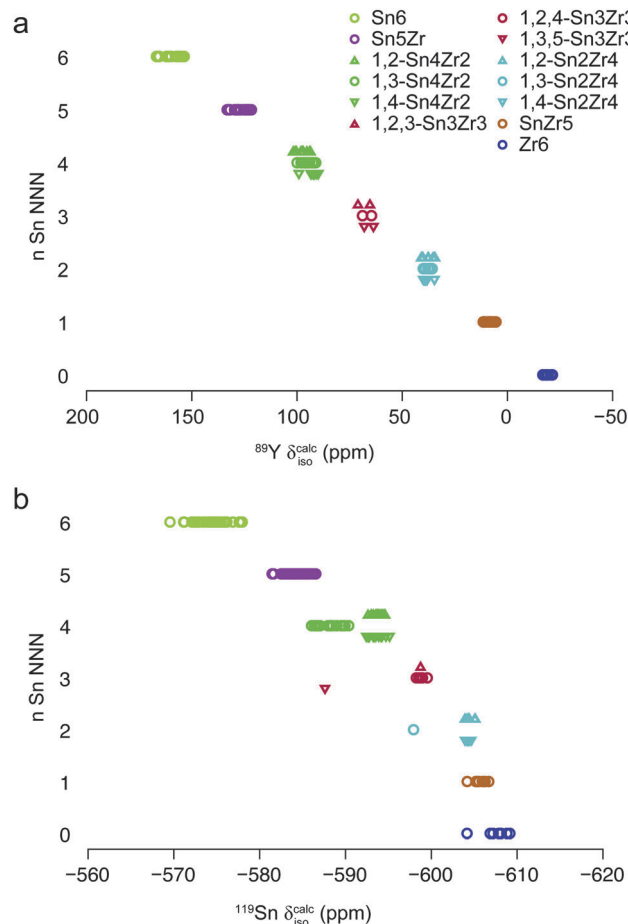 a
Sn6
Sn5Zr
1,2-Sn4Zr2
1,3-Sn4Zr2
1,4-Sn4Zr2
1,2,3-Sn3Zr3
1,2,4-Sn3Zr3
1,3,5-Sn3Zr3
1,2-Sn2Zr4
1,3-Sn2Zr4
1,4-Sn2Zr4
SnZr5
Zr6
n Sn NNN
6
5
4
3
2
1
0
200 150 100 50 0 −50
89Y δisocalc (ppm)
b
n Sn NNN
6
5
4
3
2
1
0
−560 −570 −580 −590 −600 −610 −620
119Sn δisocalc (ppm)